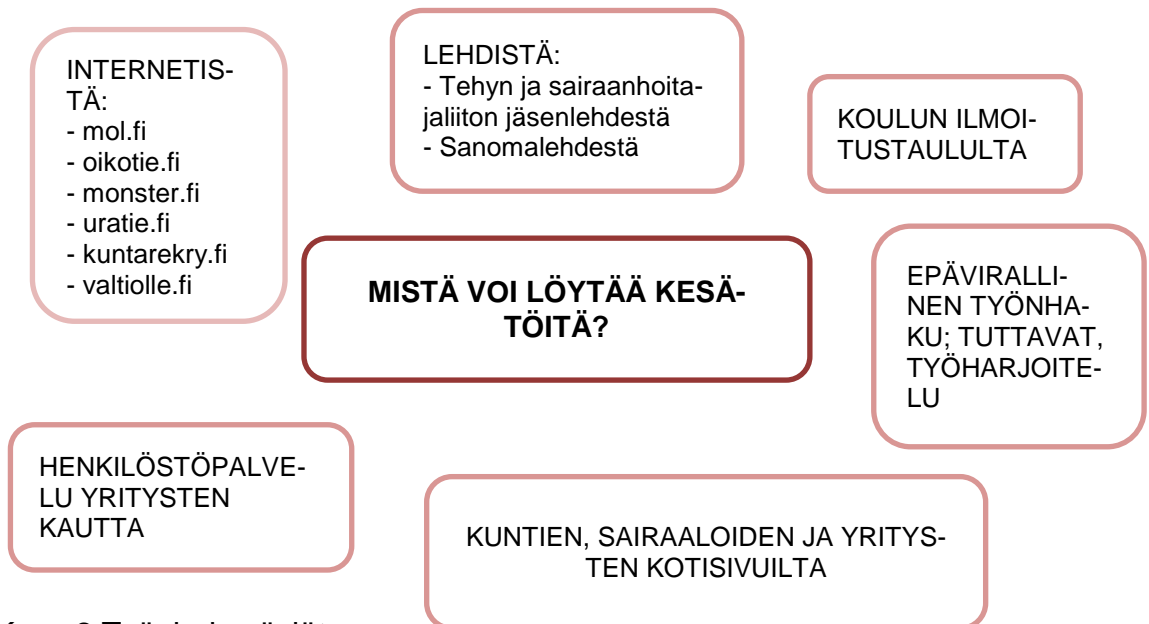 INTERNETIS-
TÄ:
- mol.fi
- oikotie.fi
- monster.fi
- uratie.fi
- kuntarekry.fi
- valtiolle.fi
LEHDISTÄ:
- Tehyn ja sairaanhoita-
jaliiton jäsenlehdestä
- Sanomalehdestä
KOULUN ILMOI-
TUSTAULULTA
MISTÄ VOI LÖYTÄÄ KESÄ-
TÖITÄ?
EPÄVIRALLI-
NEN TYÖNHA-
KU; TUTTAVAT,
TYÖHARJOITE-
LU
HENKILÖSTÖPALVE-
LU YRITYSTEN
KAUTTA
KUNTIEN, SAIRAALOIDEN JA YRITYS-
TEN KOTISIVUILTA